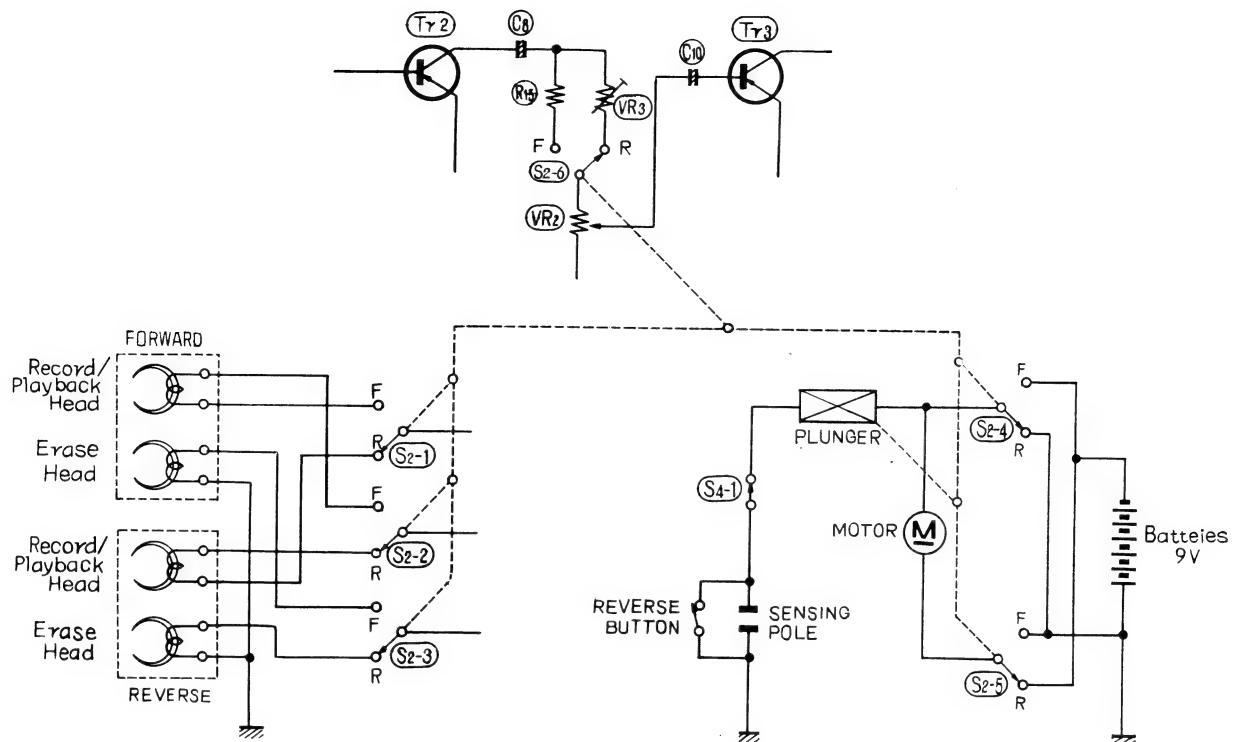 Tr2
C8
Tr3
C10
R15
VR3
F
R
S2-6
VR2
FORWARD
Record/
Playback
Head
Erase
Head
F
R
S2-1
F
Record/
Playback
Head
S2-2
R
Erase
Head
F
S2-3
R
REVERSE
PLUNGER
F
S2-4
R
S4-1
MOTOR
M
Batteies
9V
REVERSE
BUTTON
SENSING
POLE
F
S2-5
R